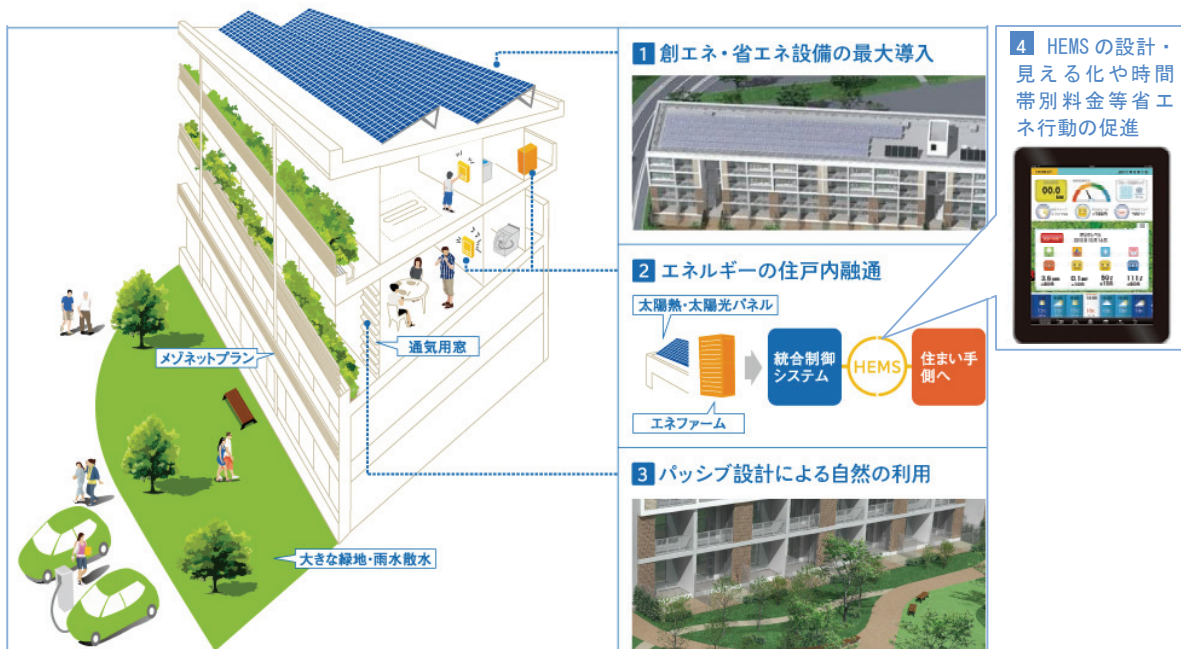 1 創エネ・省エネ設備の最大導入
2 エネルギーの住戸内融通
太陽熱・太陽光パネル
統合制御
システム
HEMS
住まい手
側へ
エネファーム
3 パッシブ設計による自然の利用
4 HEMSの設計・
見える化や時間
帯別料金等省エ
ネ行動の促進
00.0
通気用窓
メゾネットプラン
大きな緑地・雨水散水